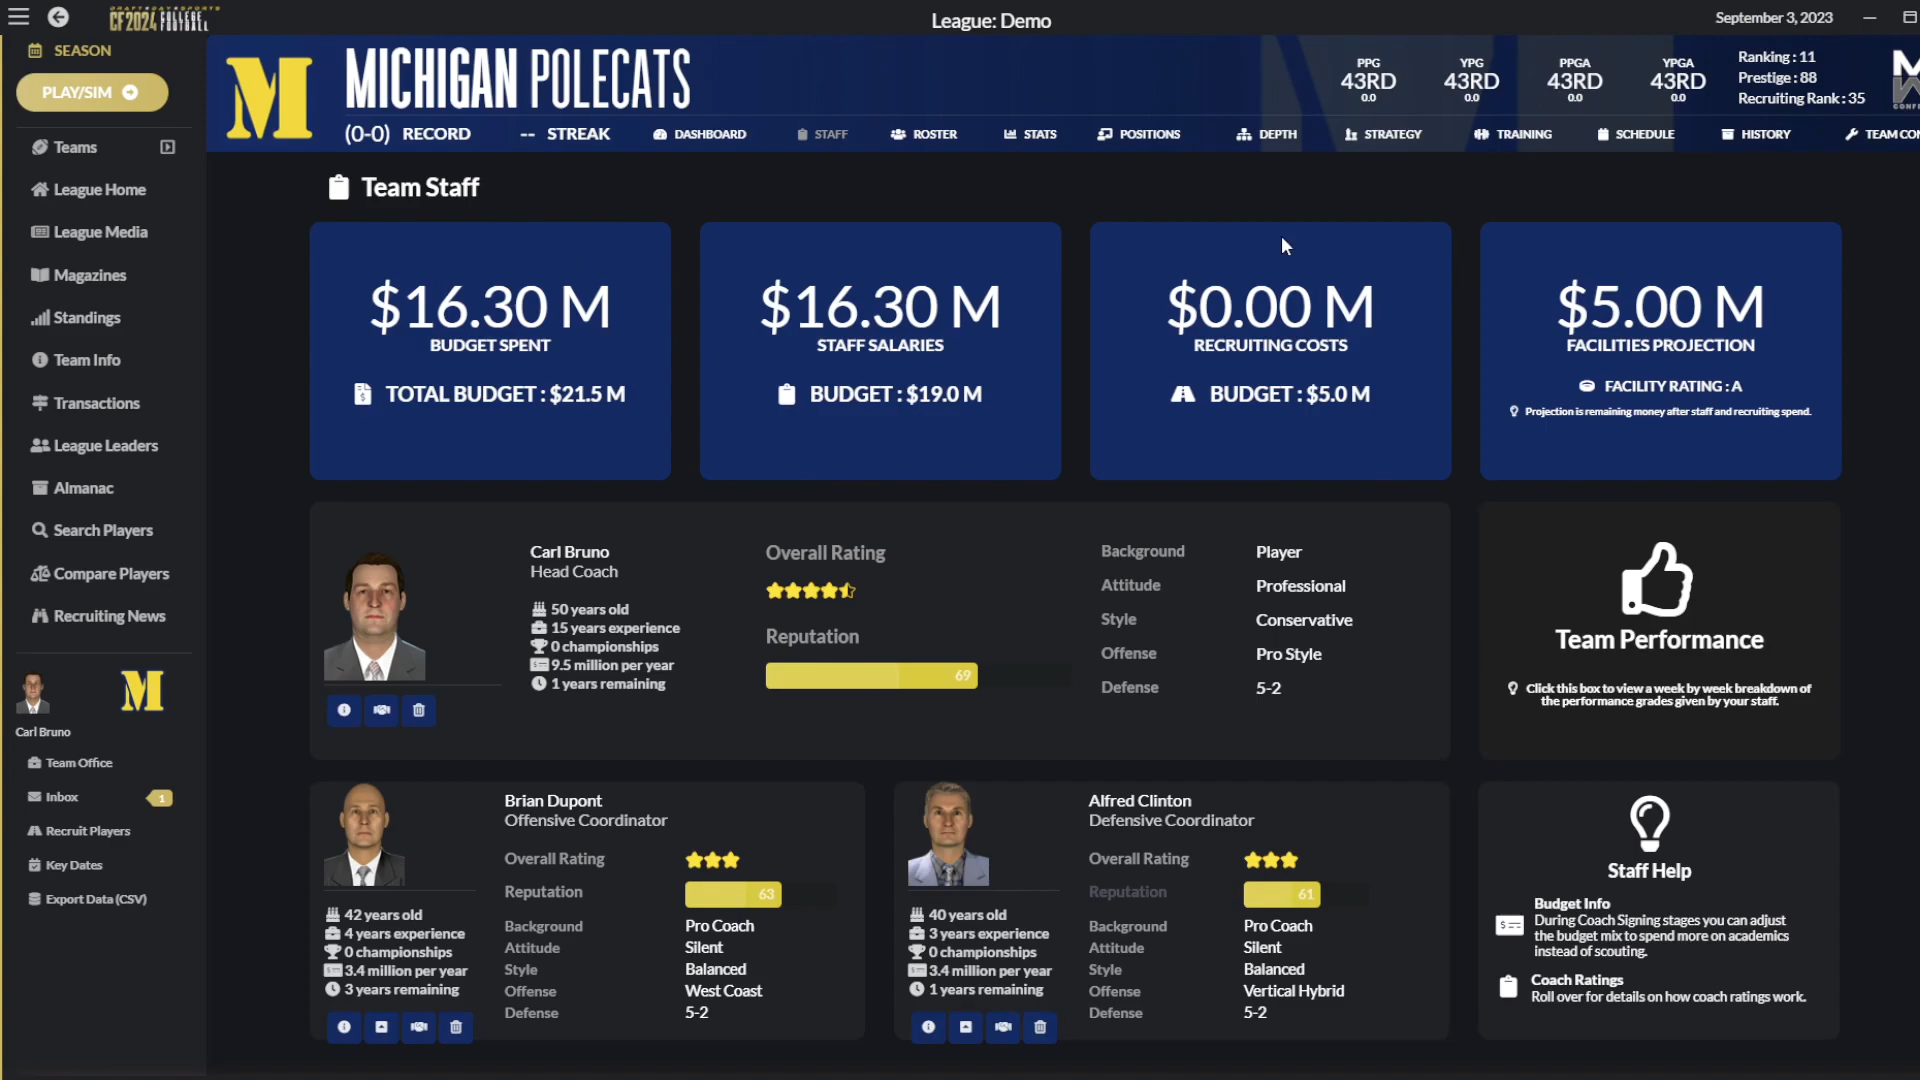 DRAFT DAY SPORTS
CF2024 COLLEGE FOOTBALL
League: Demo
September 3, 2023
SEASON
PLAY/SIM
Teams
League Home
League Media
Magazines
Standings
Team Info
Transactions
League Leaders
Almanac
Search Players
Compare Players
Recruiting News
M
Carl Bruno
Team Office
Inbox 1
Recruit Players
Key Dates
Export Data (CSV)
M
MICHIGAN POLECATS
(0-0) RECORD -- STREAK
PPG
43RD
0.0
YPG
43RD
0.0
PPGA
43RD
0.0
YPGA
43RD
0.0
Ranking : 11
Prestige : 88
Recruiting Rank : 35
DASHBOARD STAFF ROSTER STATS POSITIONS DEPTH STRATEGY TRAINING SCHEDULE HISTORY TEAM CON
Team Staff
$16.30 M
BUDGET SPENT
TOTAL BUDGET : $21.5 M
$16.30 M
STAFF SALARIES
BUDGET : $19.0 M
$0.00 M
RECRUITING COSTS
BUDGET : $5.0 M
$5.00 M
FACILITIES PROJECTION
FACILITY RATING : A
Projection is remaining money after staff and recruiting spend.
Carl Bruno
Head Coach
50 years old
15 years experience
0 championships
9.5 million per year
1 years remaining
Overall Rating
Reputation
69
Background Player
Attitude Professional
Style Conservative
Offense Pro Style
Defense 5-2
Team Performance
Click this box to view a week by week breakdown of
the performance grades given by your staff.
Brian Dupont
Offensive Coordinator
42 years old
4 years experience
0 championships
3.4 million per year
3 years remaining
Overall Rating
Reputation 63
Background Pro Coach
Attitude Silent
Style Balanced
Offense West Coast
Defense 5-2
Alfred Clinton
Defensive Coordinator
40 years old
3 years experience
0 championships
3.4 million per year
1 years remaining
Overall Rating
Reputation 61
Background Pro Coach
Attitude Silent
Style Balanced
Offense Vertical Hybrid
Defense 5-2
Staff Help
Budget Info
During Coach Signing stages you can adjust
the budget mix to spend more on academics
instead of scouting.
Coach Ratings
Roll over for details on how coach ratings work.